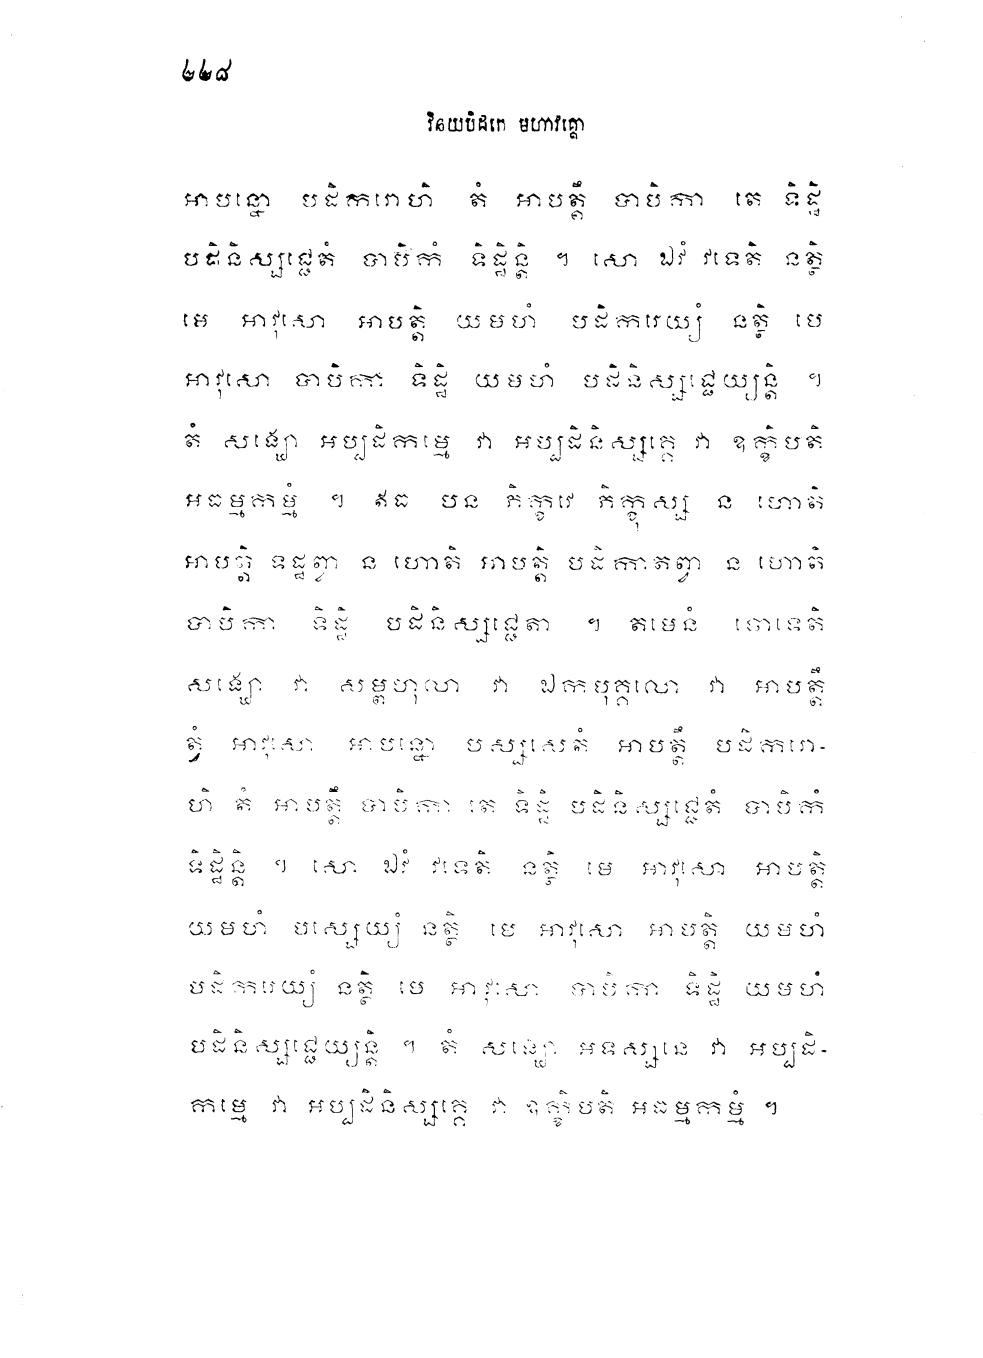 ២២៨
វិនយបិដកេ មហាវគ្គោ
អាបន្នោ បដិករោហិ តំ អាបត្តឹ បាបិកា តេ ទិដ្ឋិ
បដិនិស្សជ្ជេតំ បាបិកំ ទិដ្ឋិន្តិ ។ សោ ឯវំ វទេតិ នត្ថិ
មេ អាវុសោ អាបត្តិ យមហំ បដិករេយ្យំ នត្ថិ មេ
អាវុសោ បាបិកា ទិដ្ឋិ យមហំ បដិនិស្សជ្ជេយ្យន្តិ ។
តំ សង្ឃោ អប្បដិកម្មេ វា អប្បដិនិស្សគ្គេ វា ឧក្ខិបតិ
អធម្មកម្មំ ។ ឥធ បន ភិក្ខវេ ភិក្ខុស្ស ន ហោតិ
អាបត្តិ ទដ្ឋព្វា ន ហោតិ អាបត្តិ បដិកាតព្វា ន ហោតិ
បាបិកា ទិដ្ឋិ បដិនិស្សជ្ជេតា ។ តមេនំ ចោទេតិ
សង្ឃោ វា សម្ពហុលា វា ឯកបុគ្គលោ វា អាបត្តឹ
ត្វំ អាវុសោ អាបន្នោ បស្សសេតំ អាបត្តឹ បដិករោ-
ហិ តំ អាបត្តឹ បាបិកា តេ ទិដ្ឋិ បដិនិស្សជ្ជេតំ បាបិកំ
ទិដ្ឋិន្តិ ។ សោ ឯវំ វទេតិ នត្ថិ មេ អាវុសោ អាបត្តិ
យមហំ បស្សេយ្យំ នត្ថិ មេ អាវុសោ អាបត្តិ យមហំ
បដិករេយ្យំ នត្ថិ មេ អាវុសោ បាបិកា ទិដ្ឋិ យមហំ
បដិនិស្សជ្ជេយ្យន្តិ ។ តំ សង្ឃោ អទស្សនេ វា អប្បដិ-
កម្មេ វា អប្បដិនិស្សគ្គេ វា ឧក្ខិបតិ អធម្មកម្មំ ។